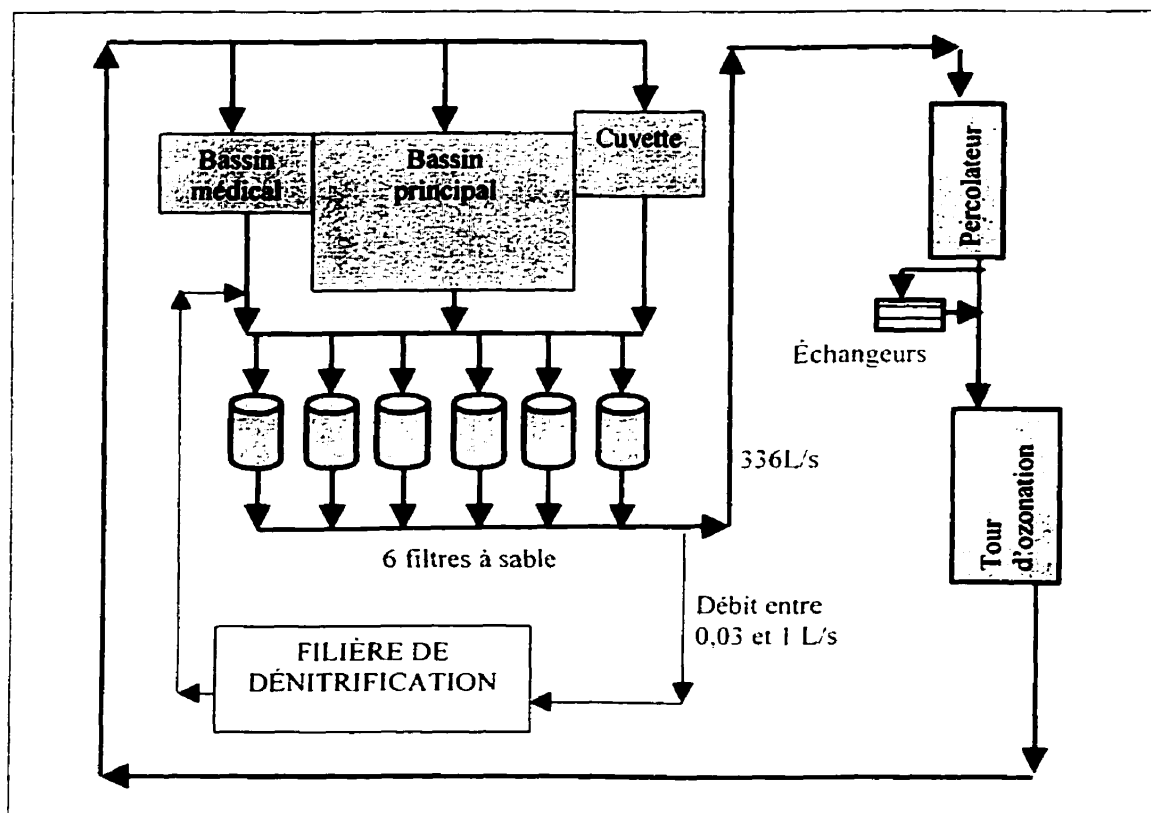 Bassin
médical
Bassin
principal
Cuvette
Percolateur
Échangeurs
336L/s
6 filtres à sable
Tour
d'ozonation
Débit entre
0,03 et 1 L/s
FILIÈRE DE
DÉNITRIFICATION